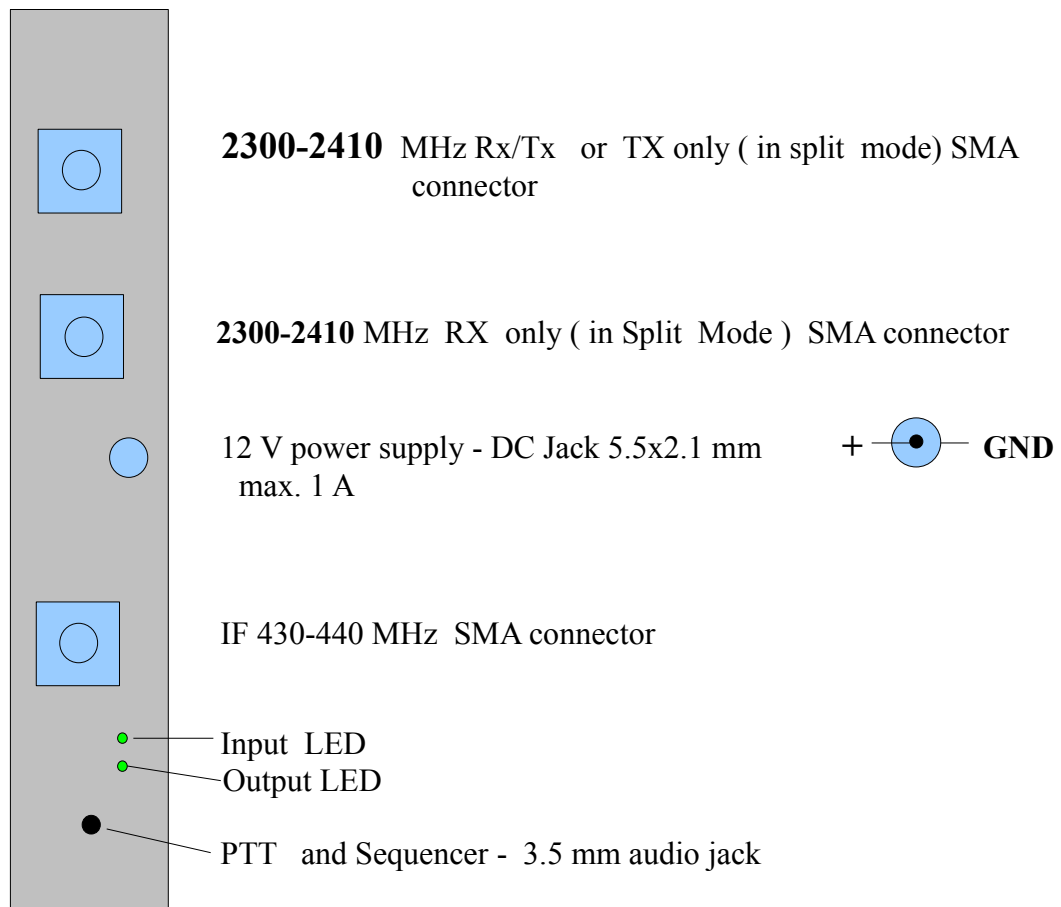 2300-2410 MHz Rx/Tx or TX only ( in split mode) SMA
connector
2300-2410 MHz RX only ( in Split Mode ) SMA connector
12 V power supply - DC Jack 5.5x2.1 mm
max. 1 A
+ GND
IF 430-440 MHz SMA connector
Input LED
Output LED
PTT and Sequencer - 3.5 mm audio jack